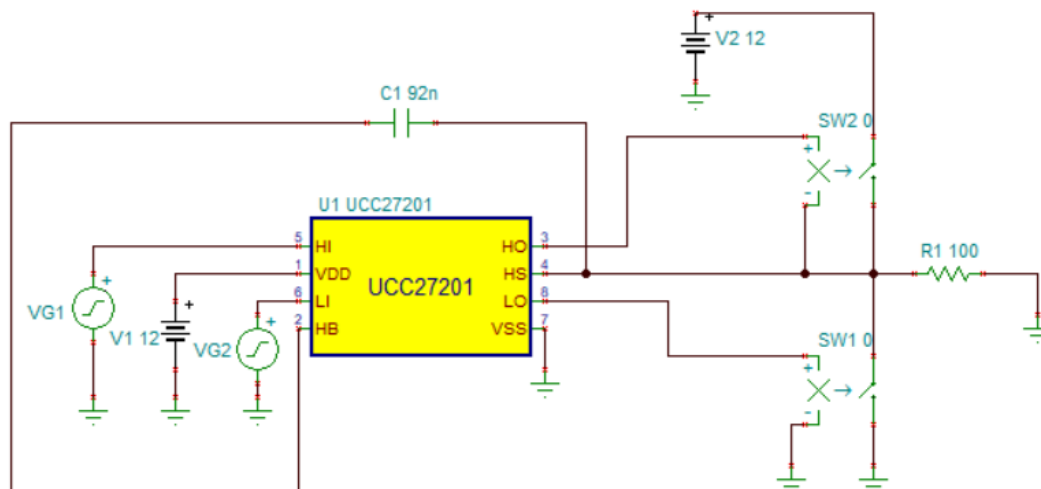 V2 12
C1 92n
SW2 0
+
-
U1 UCC27201
5 HI
1 VDD
6 LI
2 HB
UCC27201
HO 3
HS 4
LO 8
VSS 7
R1 100
VG1
V1 12
VG2
SW1 0
+
-
+
+
+
+